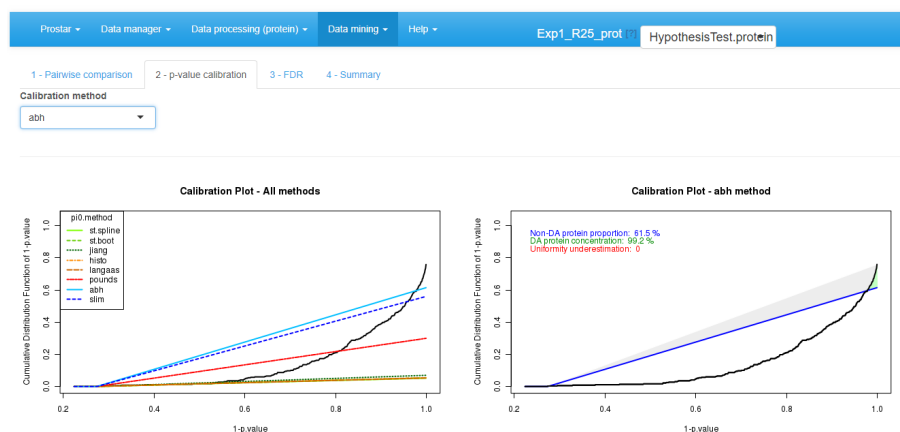 Prostar Data manager Data processing (protein) Data mining Help Exp1_R25_prot [?] HypothesisTest.protein
1 - Pairwise comparison 2 - p-value calibration 3 - FDR 4 - Summary
Calibration method
abh
Calibration Plot - All methods
Cumulative Distribution Function of 1-p.value
1.0
0.8
0.6
0.4
0.2
0.0
pi0.method
st.spline
st.boot
jiang
histo
langaas
pounds
abh
slim
0.2 0.4 0.6 0.8 1.0
1-p.value
Calibration Plot - abh method
Cumulative Distribution Function of 1-p.value
1.0
0.8
0.6
0.4
0.2
0.0
Non-DA protein proportion: 61.5 %
DA protein concentration: 99.2 %
Uniformity underestimation: 0
0.2 0.4 0.6 0.8 1.0
1-p.value